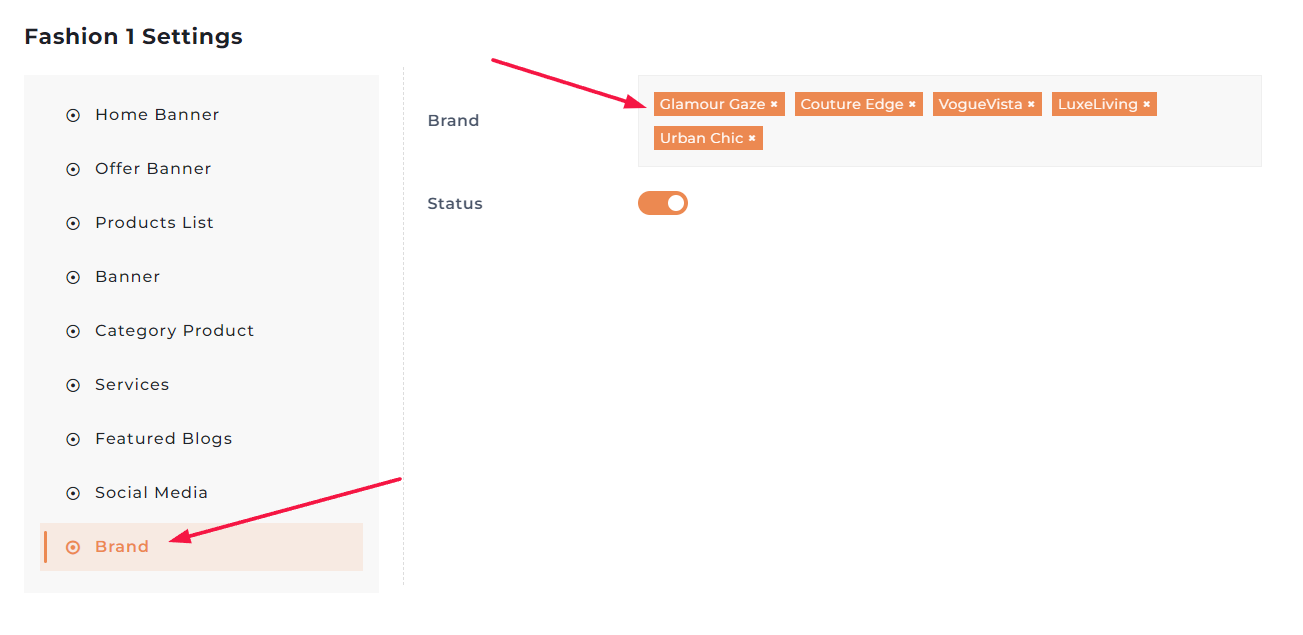 Fashion 1 Settings
Home Banner
Offer Banner
Products List
Banner
Category Product
Services
Featured Blogs
Social Media
Brand
Brand
Glamour Gaze × Couture Edge × VogueVista × LuxeLiving ×
Urban Chic ×
Status